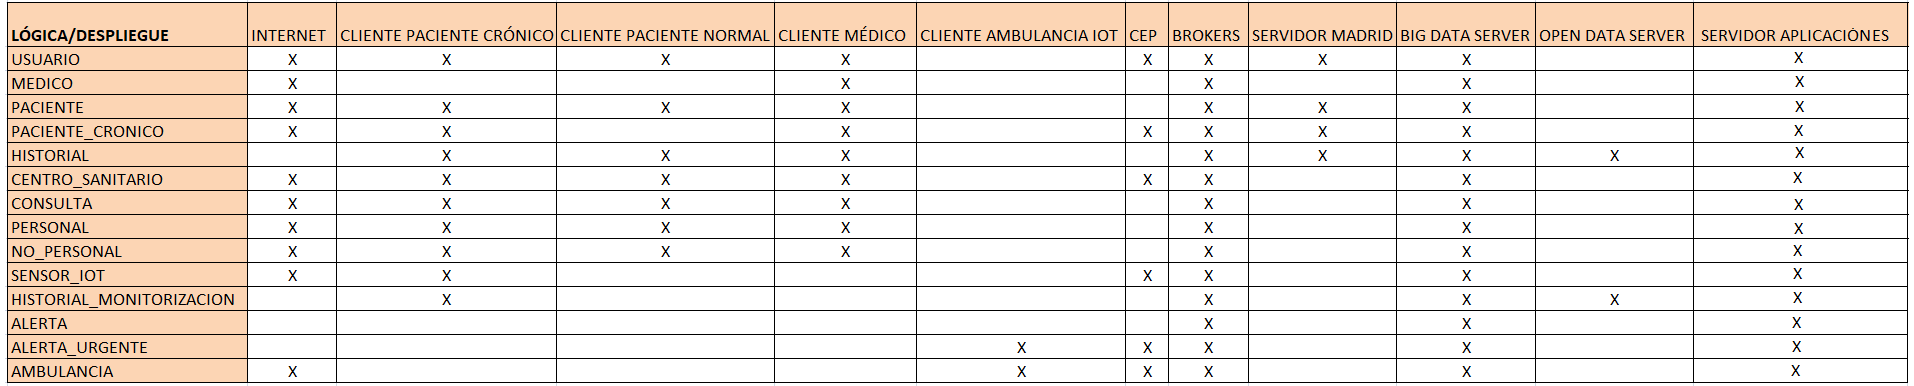 LÓGICA/DESPLIEGUE INTERNET CLIENTE PACIENTE CRÓNICO CLIENTE PACIENTE NORMAL CLIENTE MÉDICO CLIENTE AMBULANCIA IOT CEP BROKERS SERVIDOR MADRID BIG DATA SERVER OPEN DATA SERVER SERVIDOR APLICACIÓNES
USUARIO X X X X X X X X X
MEDICO X X X X X
PACIENTE X X X X X X X X
PACIENTE_CRONICO X X X X X X X X
HISTORIAL X X X X X X X X
CENTRO_SANITARIO X X X X X X X X
CONSULTA X X X X X X X
PERSONAL X X X X X X X
NO_PERSONAL X X X X X X X
SENSOR_IOT X X X X X X
HISTORIAL_MONITORIZACION X X X X X
ALERTA X X X
ALERTA_URGENTE X X X X X
AMBULANCIA X X X X X X